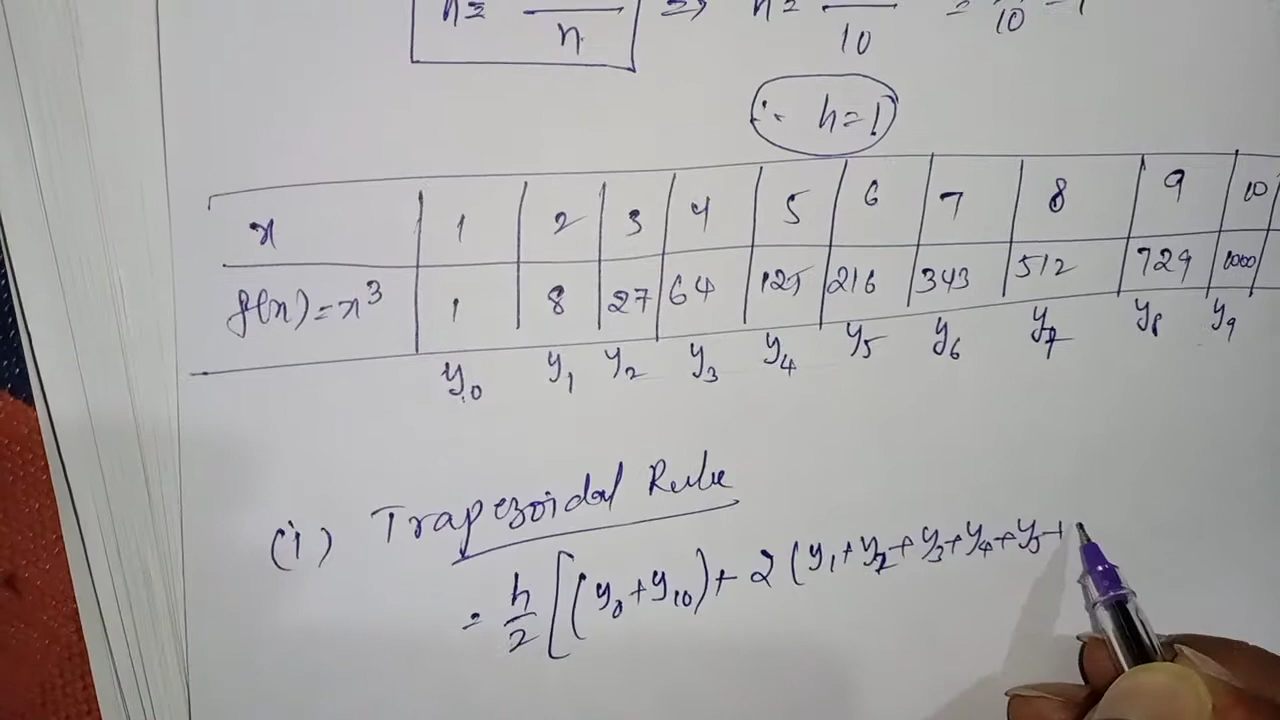 h = ― n ⇒ h = ― 10 = ― 10 = 1
∴ h=1
x 1 2 3 4 5 6 7 8 9 10
f(x)=x³ 1 8 27 64 125 216 343 512 729 1000
y₀ y₁ y₂ y₃ y₄ y₅ y₆ y₇ y₈ y₉
(i) Trapezoidal Rule
= h/2 [(y₀+y₁₀)+2(y₁+y₂+y₃+y₄+y₅+